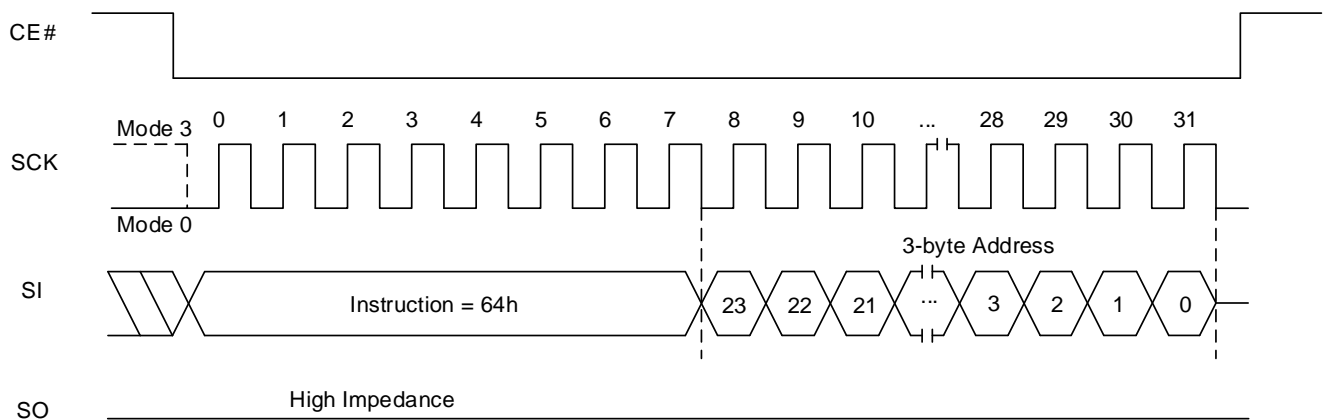 CE#
Mode 3
0 1 2 3 4 5 6 7 8 9 10 ... 28 29 30 31
SCK
Mode 0
3-byte Address
SI
Instruction = 64h
23 22 21 ... 3 2 1 0
High Impedance
SO